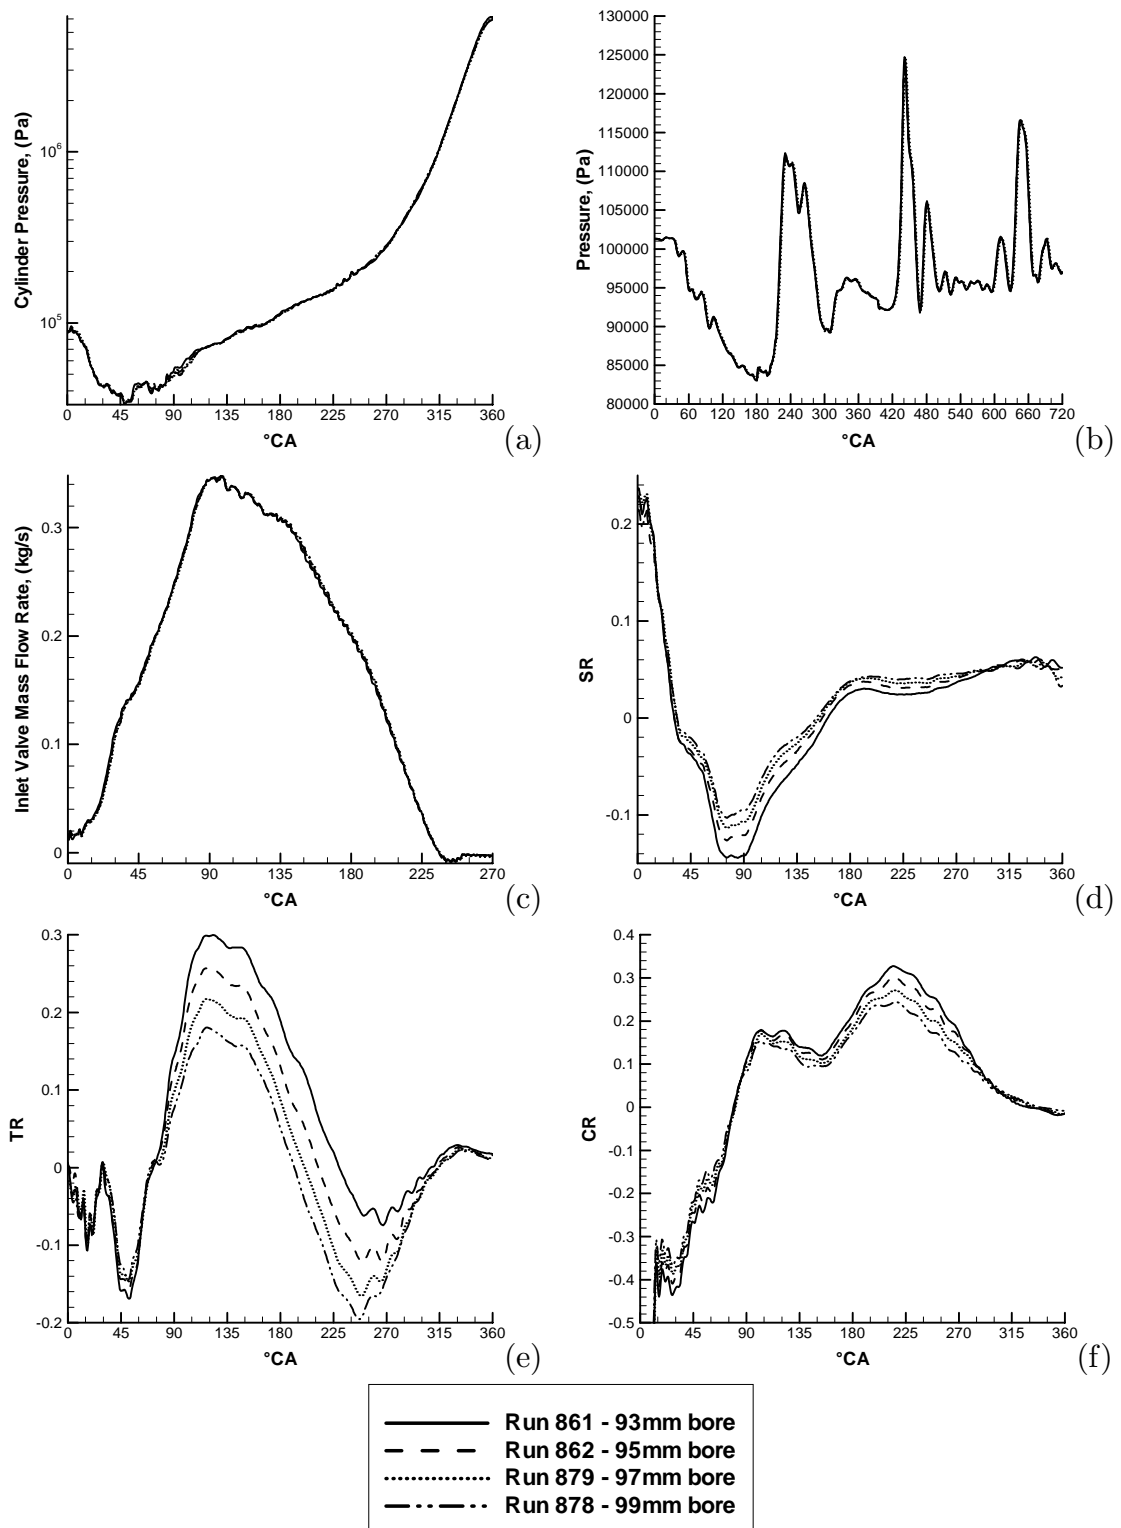 Cylinder Pressure, (Pa)
10^6
10^5
0 45 90 135 180 225 270 315 360
°CA
(a)
Pressure, (Pa)
130000
125000
120000
115000
110000
105000
100000
95000
90000
85000
80000
0 60 120 180 240 300 360 420 480 540 600 660 720
°CA
(b)
Inlet Valve Mass Flow Rate, (kg/s)
0.3
0.2
0.1
0
0 45 90 135 180 225 270
°CA
(c)
SR
0.2
0.1
0
-0.1
0 45 90 135 180 225 270 315 360
°CA
(d)
TR
0.3
0.2
0.1
0
-0.1
-0.2
0 45 90 135 180 225 270 315 360
°CA
(e)
CR
0.4
0.3
0.2
0.1
0
-0.1
-0.2
-0.3
-0.4
-0.5
0 45 90 135 180 225 270 315 360
°CA
(f)
Run 861 - 93mm bore
Run 862 - 95mm bore
Run 879 - 97mm bore
Run 878 - 99mm bore